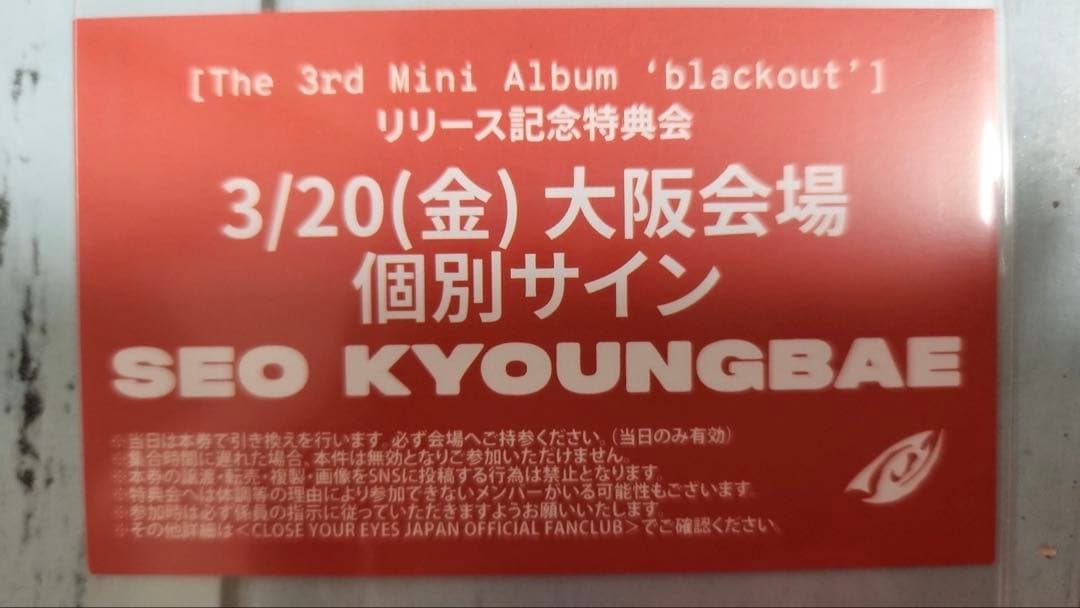 [The 3rd Mini Album ‘blackout’]
リリース記念特典会
3/20(金) 大阪会場
個別サイン
SEO KYOUNGBAE
※当日は本券で引き換えを行います。必ず会場へご持参ください。(当日のみ有効)
※集合時間に遅れた場合、本件は無効となりご参加いただけません。
※本券の譲渡・転売・複製・画像をSNSに投稿する行為は禁止となります。
※特典会へは体調等の理由により参加できないメンバーがいる可能性もございます。
※参加時は必ず係員の指示に従っていただきますようお願いいたします。
※その他詳細は＜CLOSE YOUR EYES JAPAN OFFICIAL FANCLUB＞でご確認ください。